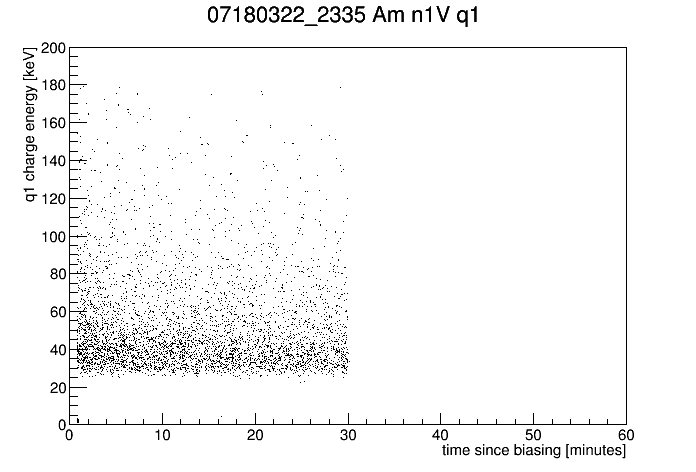 07180322_2335 Am n1V q1
q1 charge energy [keV]
200
180
160
140
120
100
80
60
40
20
0
0 10 20 30 40 50 60
time since biasing [minutes]